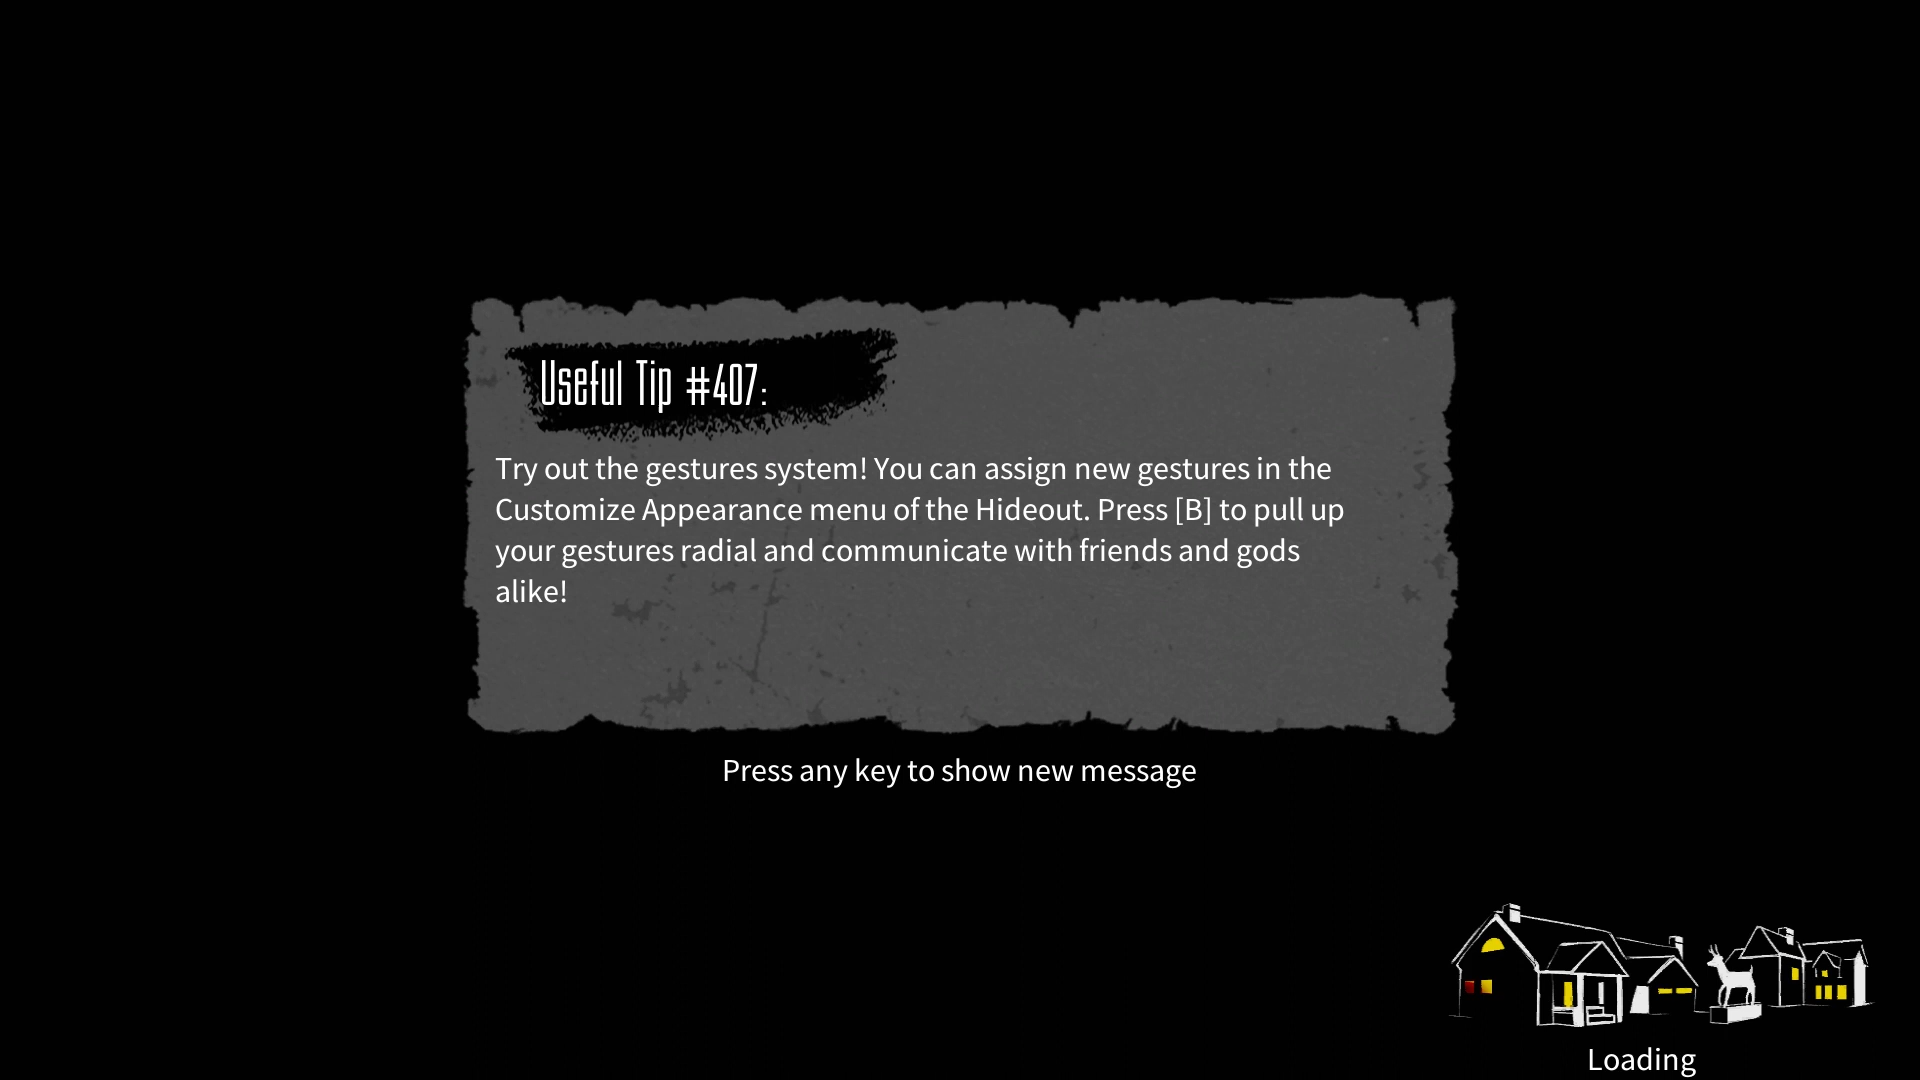 Useful Tip #407:
Try out the gestures system! You can assign new gestures in the
Customize Appearance menu of the Hideout. Press [B] to pull up
your gestures radial and communicate with friends and gods
alike!
Press any key to show new message
Loading